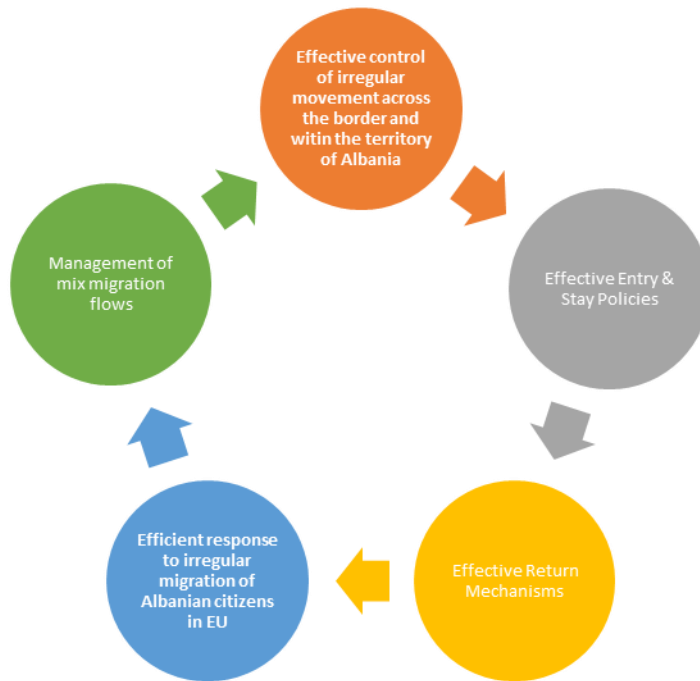 Effective control
of irregular
movement across
the border and
witin the territory
of Albania
Effective Entry &
Stay Policies
Effective Return
Mechanisms
Efficient response
to irregular
migration of
Albanian citizens
in EU
Management of
mix migration
flows